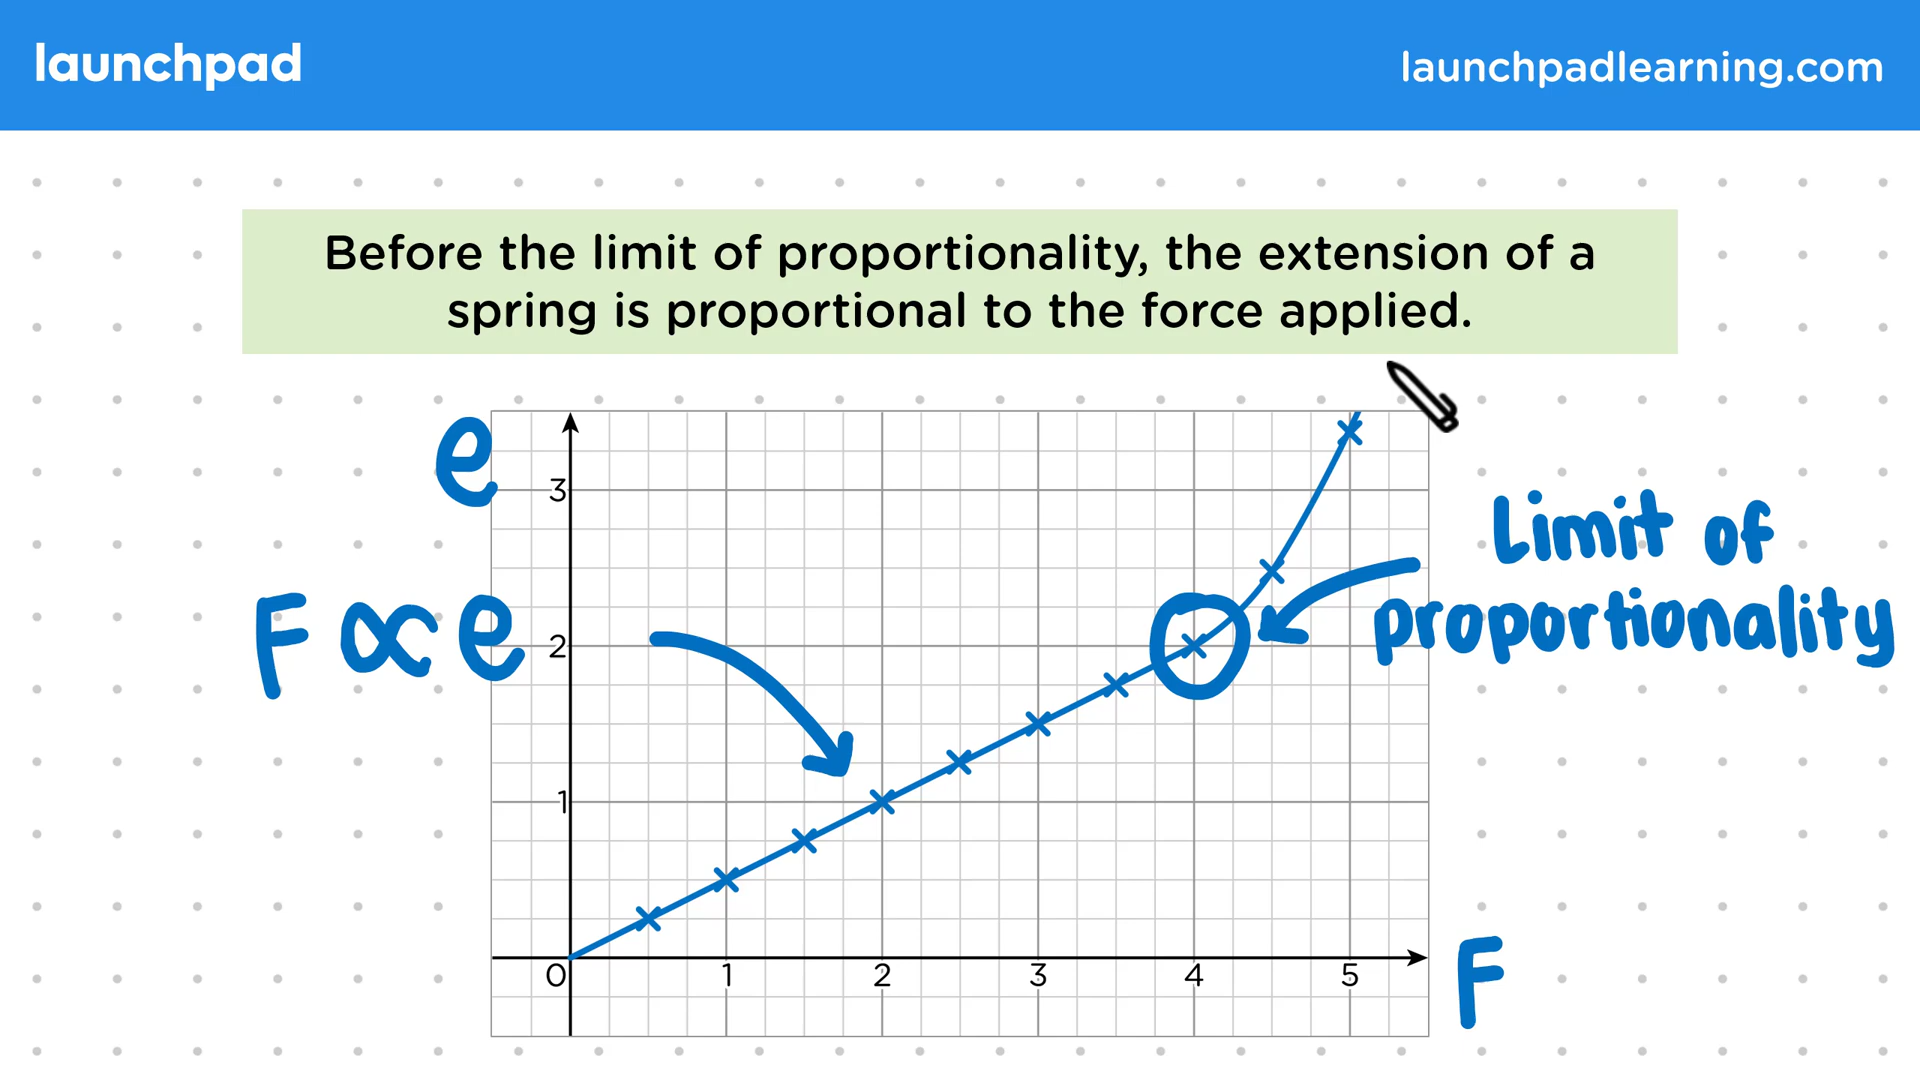 launchpad
launchpadlearning.com
Before the limit of proportionality, the extension of a
spring is proportional to the force applied.
e
3
Limit of
proportionality
F ∝ e
2
1
0 1 2 3 4 5
F